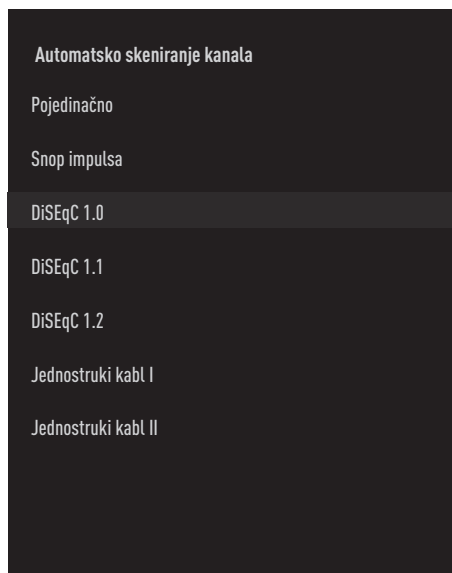 Automatsko skeniranje kanala
Pojedinačno
Snop impulsa
DiSEqC 1.0
DiSEqC 1.1
DiSEqC 1.2
Jednostruki kabl I
Jednostruki kabl II